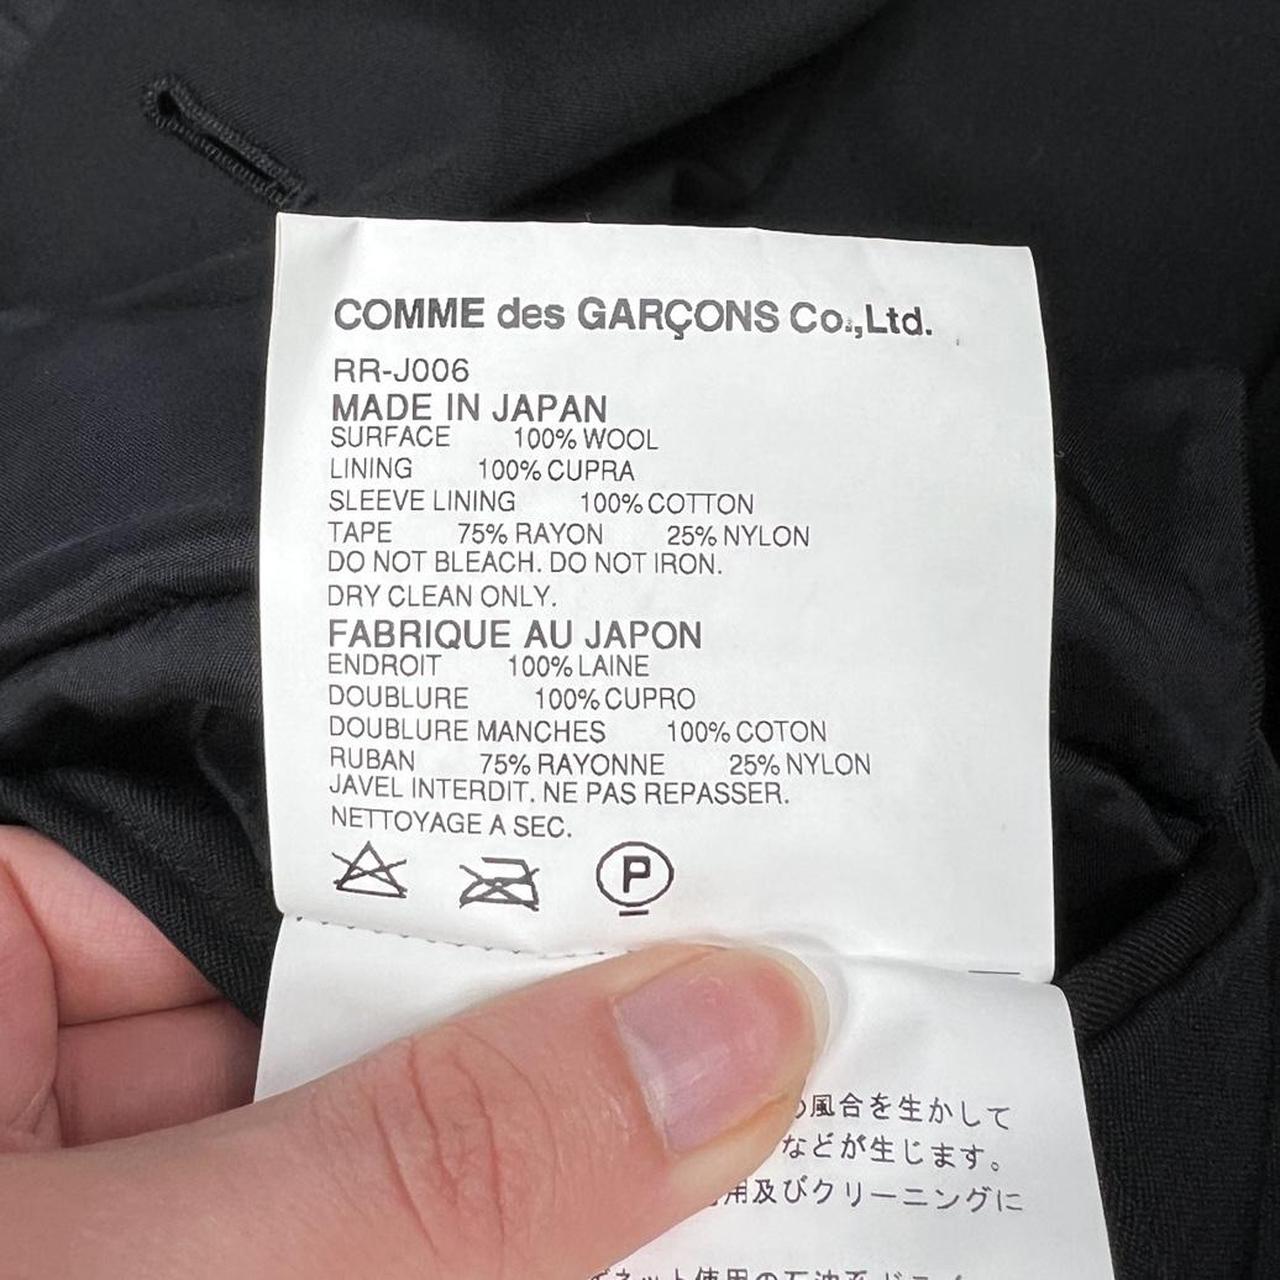 COMME des GARÇONS Co.,Ltd.
RR-J006
MADE IN JAPAN
SURFACE 100% WOOL
LINING 100% CUPRA
SLEEVE LINING 100% COTTON
TAPE 75% RAYON 25% NYLON
DO NOT BLEACH. DO NOT IRON.
DRY CLEAN ONLY.
FABRIQUE AU JAPON
ENDROIT 100% LAINE
DOUBLURE 100% CUPRO
DOUBLURE MANCHES 100% COTON
RUBAN 75% RAYONNE 25% NYLON
JAVEL INTERDIT. NE PAS REPASSER.
NETTOYAGE A SEC.
P
風合を生かして
などが生じます。
用及びクリーニングに